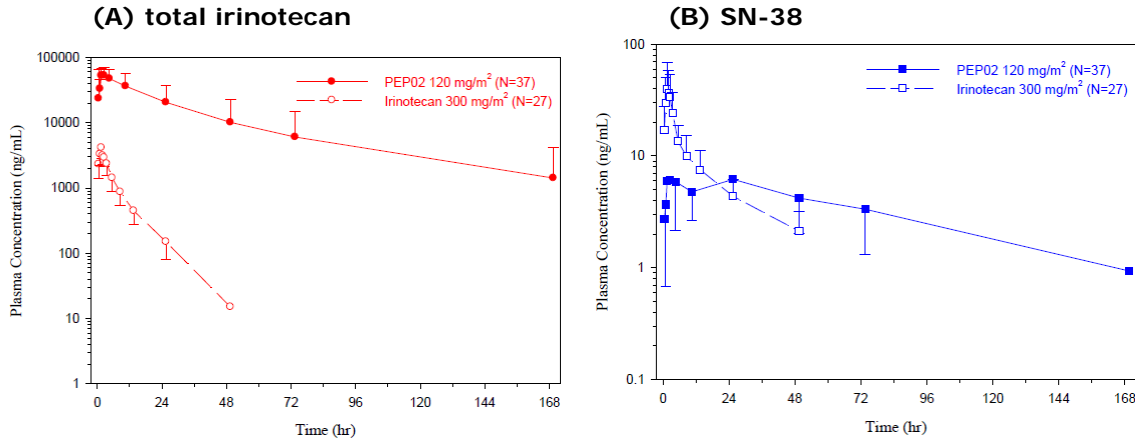 (A) total irinotecan
100000
10000
1000
100
10
1
Plasma Concentration (ng/mL)
PEP02 120 mg/m² (N=37)
Irinotecan 300 mg/m² (N=27)
0 24 48 72 96 120 144 168
Time (hr)
(B) SN-38
100
10
1
0.1
Plasma Concentration (ng/mL)
PEP02 120 mg/m² (N=37)
Irinotecan 300 mg/m² (N=27)
0 24 48 72 96 120 144 168
Time (hr)